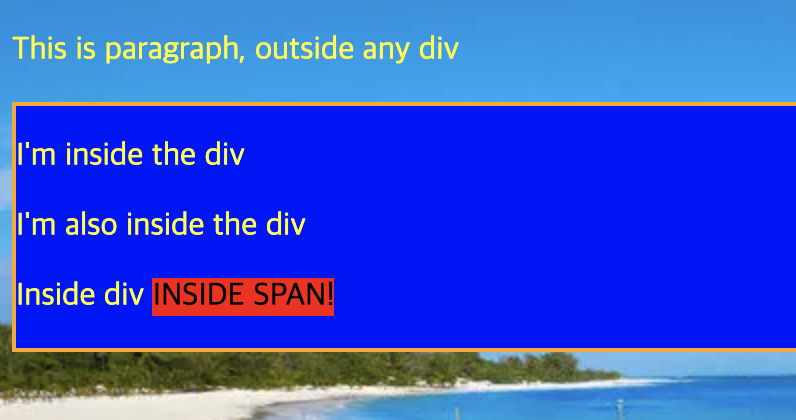 This is paragraph, outside any div
I'm inside the div
I'm also inside the div
Inside div INSIDE SPAN!